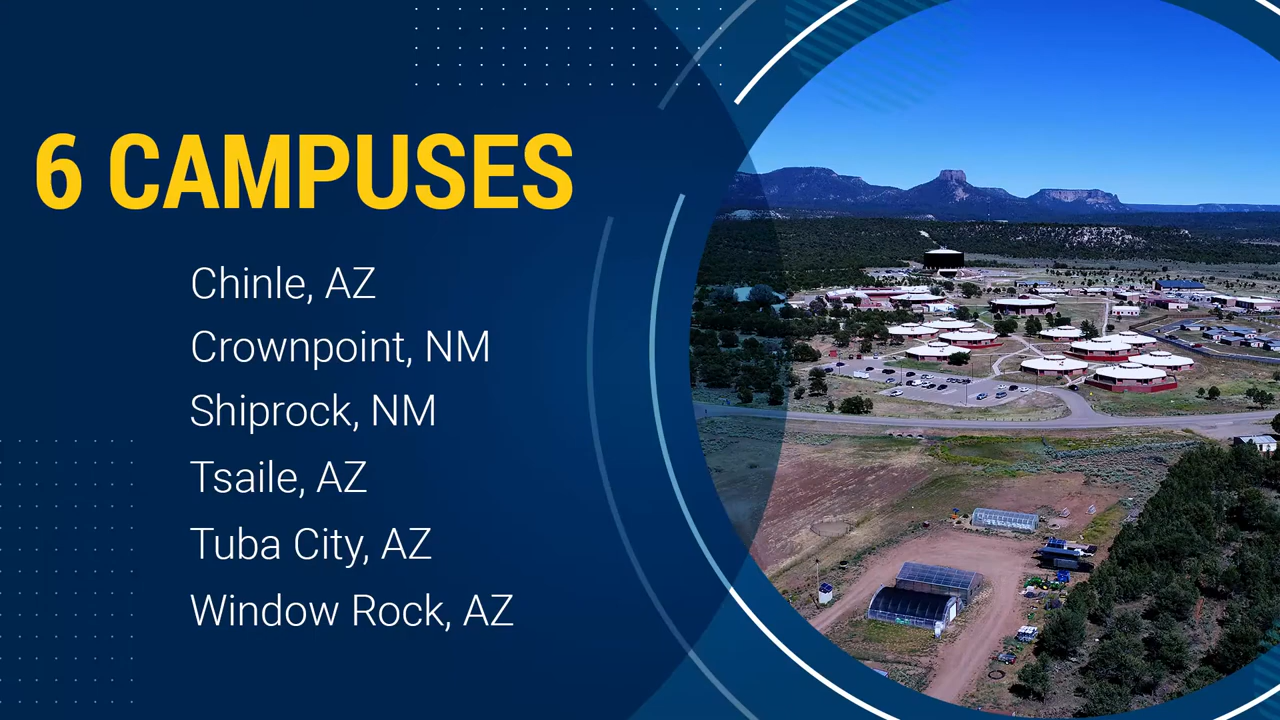 6 CAMPUSES
Chinle, AZ
Crownpoint, NM
Shiprock, NM
Tsaile, AZ
Tuba City, AZ
Window Rock, AZ